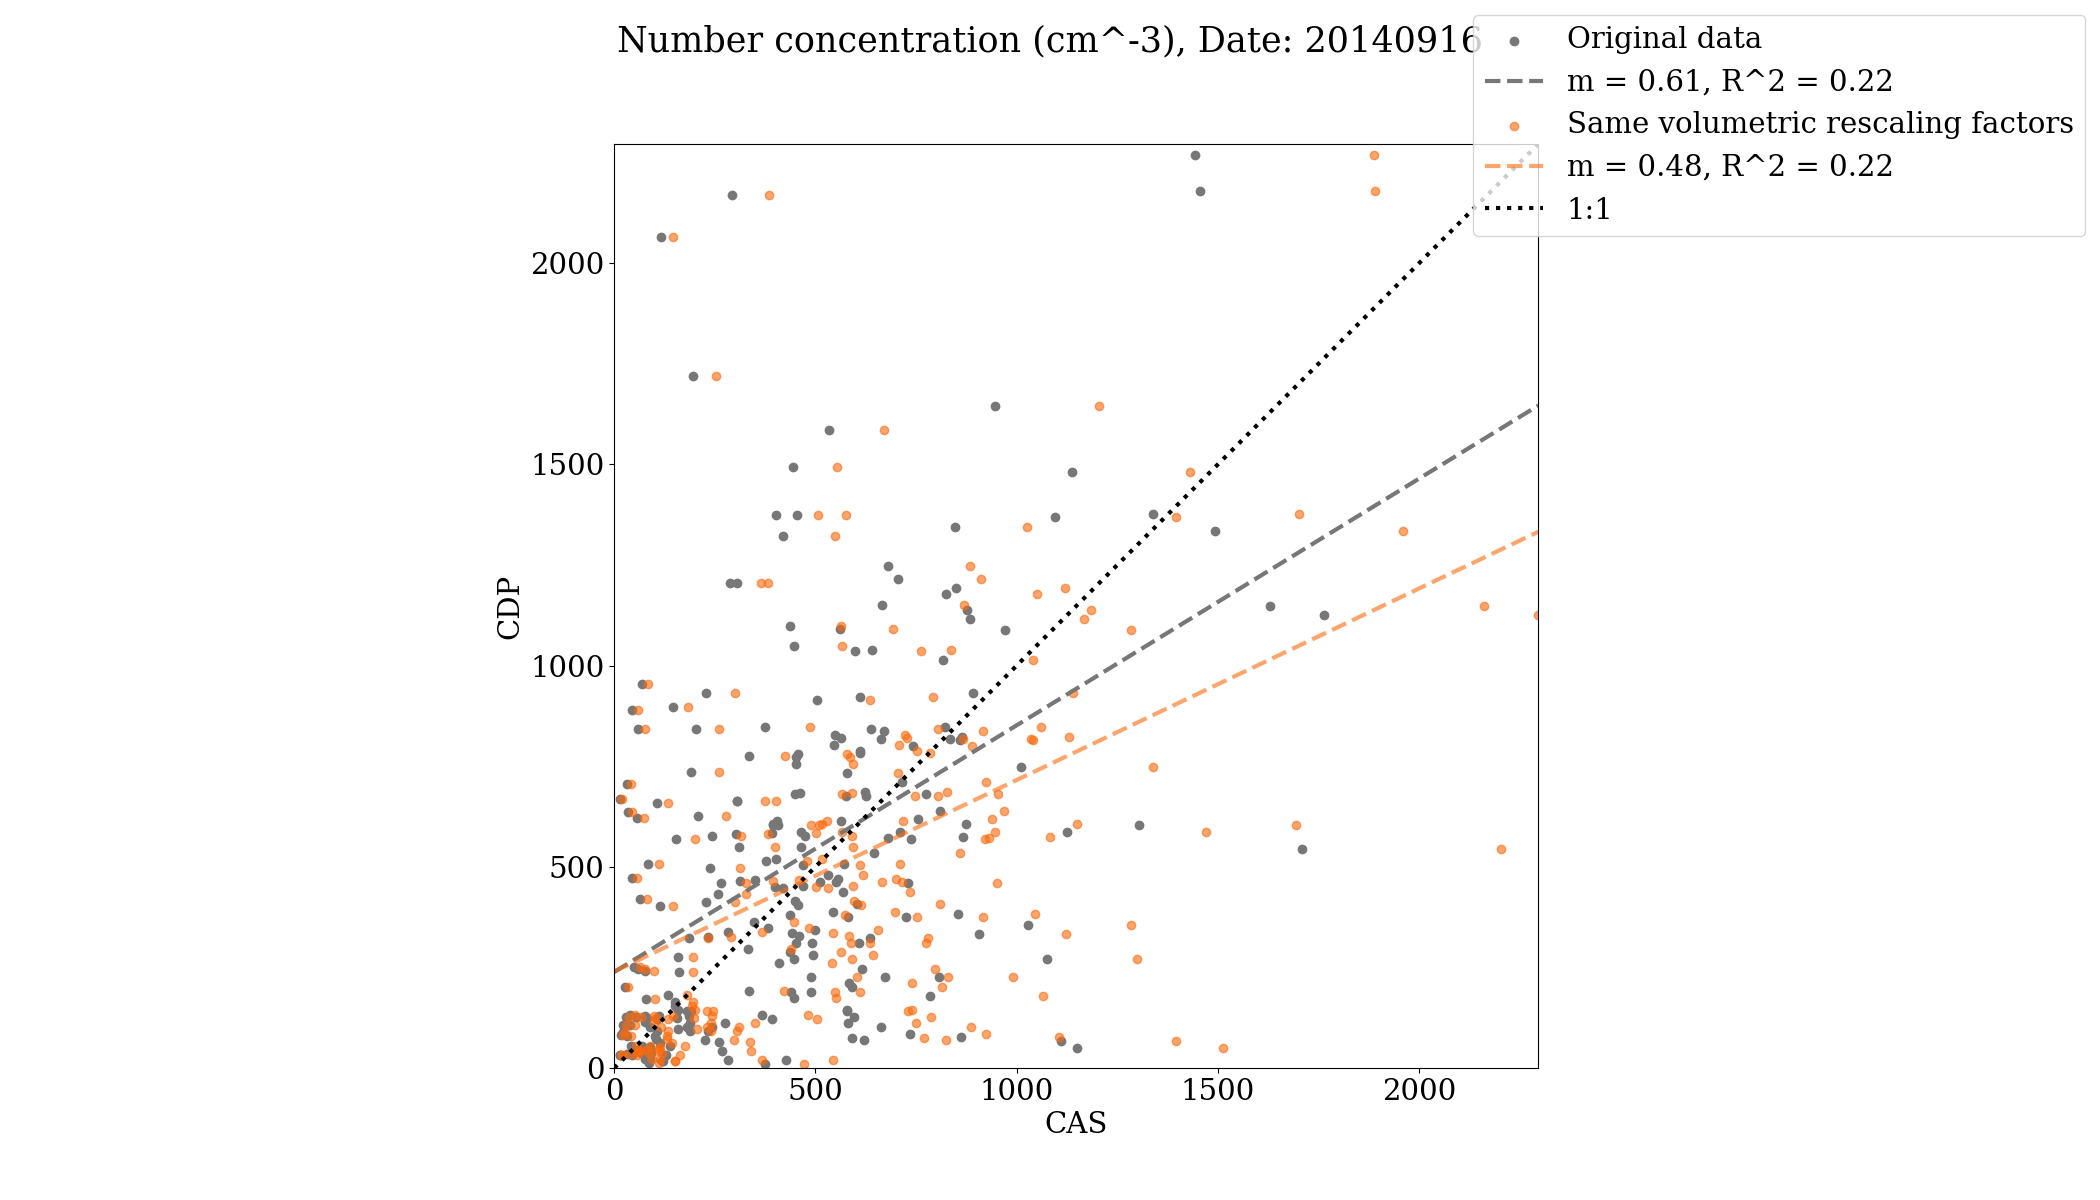 Number concentration (cm^-3), Date: 20140916
Original data
m = 0.61, R^2 = 0.22
Same volumetric rescaling factors
m = 0.48, R^2 = 0.22
1:1
2000
1500
1000
500
0
CDP
0 500 1000 1500 2000
CAS